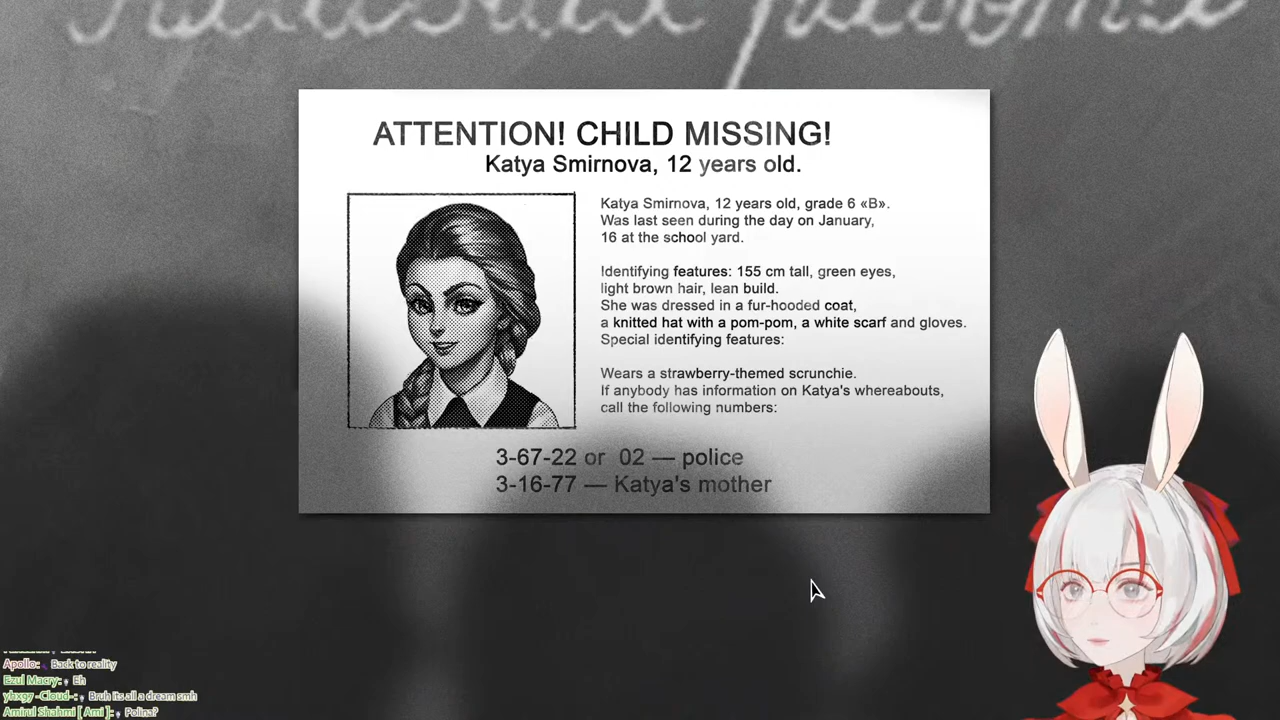 ATTENTION! CHILD MISSING!
Katya Smirnova, 12 years old.
Katya Smirnova, 12 years old, grade 6 «B».
Was last seen during the day on January,
16 at the school yard.
Identifying features: 155 cm tall, green eyes,
light brown hair, lean build.
She was dressed in a fur-hooded coat,
a knitted hat with a pom-pom, a white scarf and gloves.
Special identifying features:
Wears a strawberry-themed scrunchie.
If anybody has information on Katya's whereabouts,
call the following numbers:
3-67-22 or 02 — police
3-16-77 — Katya's mother
Apollo: Back to reality
Ezul Macry: Eh
yhxg7 -Cloud-: Bruh its all a dream smh
Amirul Shahmi [ Ami ]: Polina?